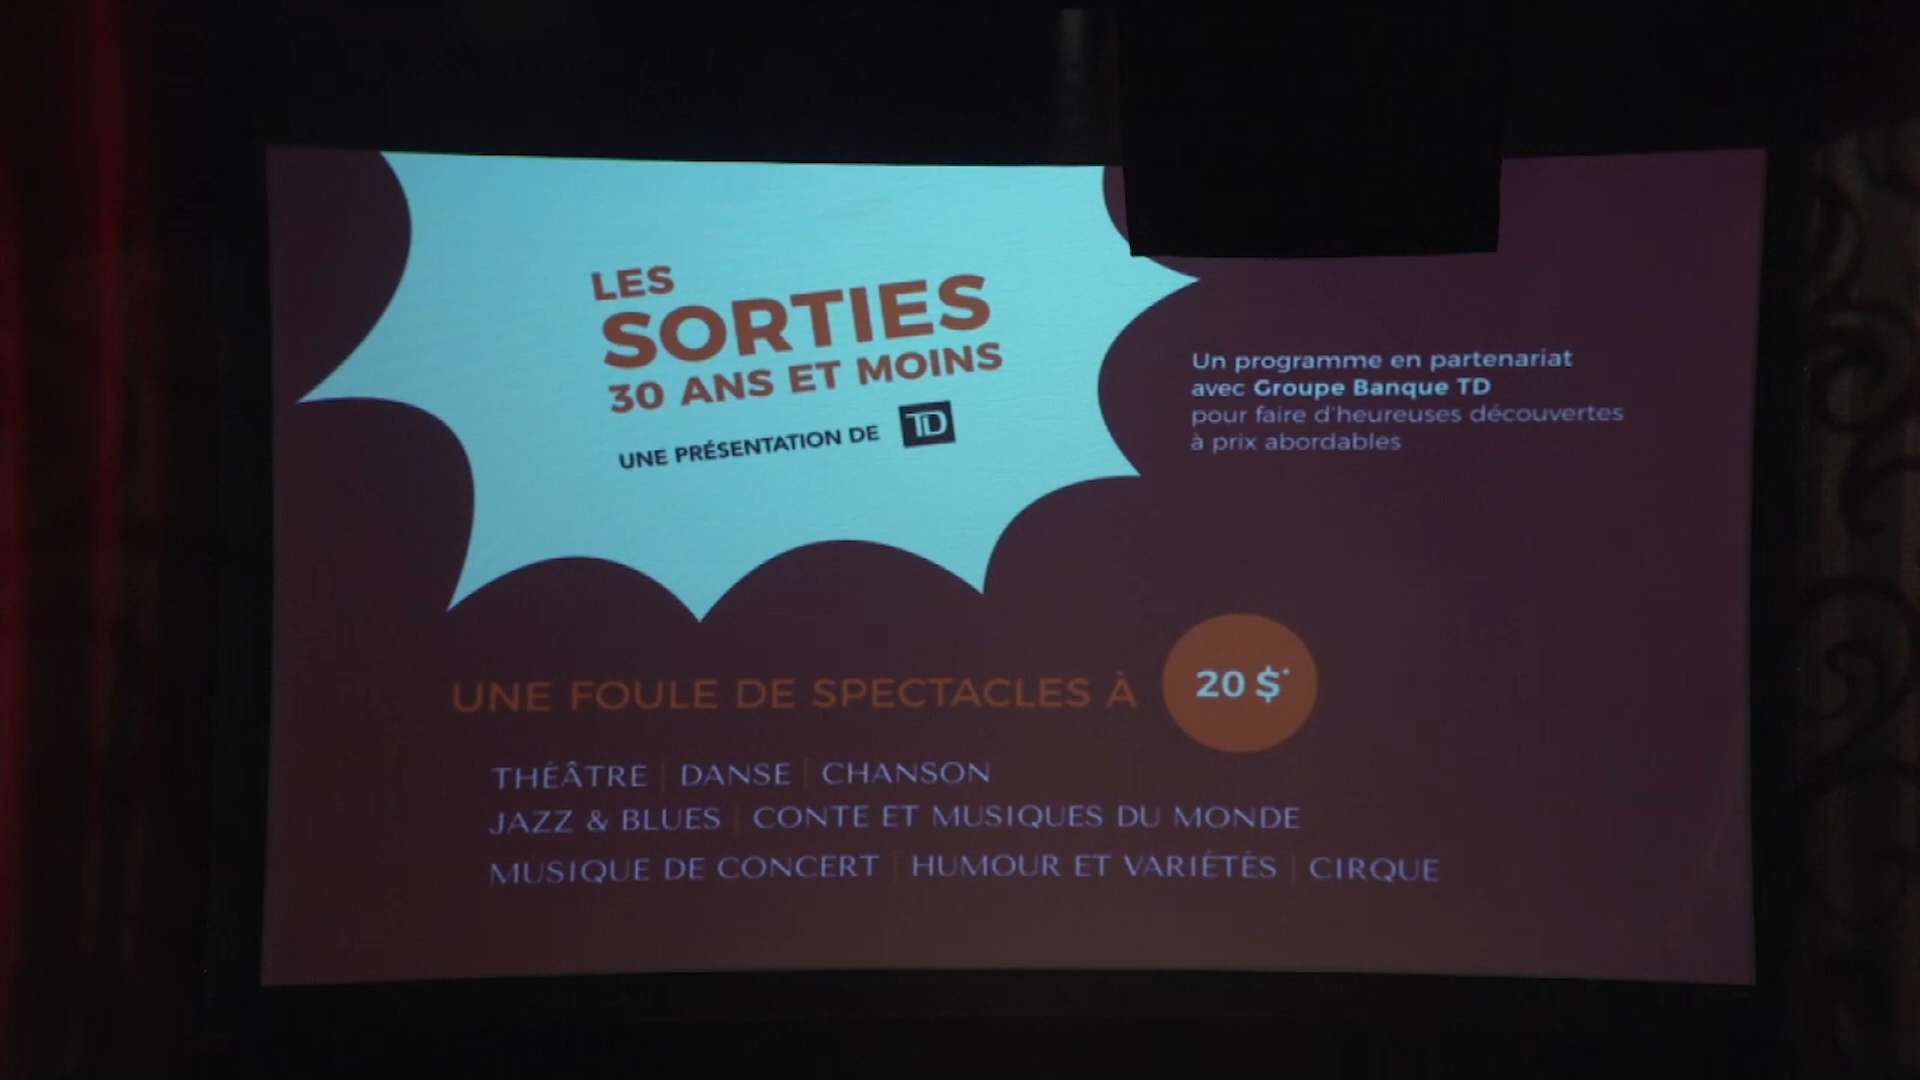 LES
SORTIES
30 ANS ET MOINS
UNE PRÉSENTATION DE TD
Un programme en partenariat
avec Groupe Banque TD
pour faire d'heureuses découvertes
à prix abordables
UNE FOULE DE SPECTACLES À 20 $*
THÉÂTRE | DANSE | CHANSON
JAZZ & BLUES | CONTE ET MUSIQUES DU MONDE
MUSIQUE DE CONCERT | HUMOUR ET VARIÉTÉS | CIRQUE